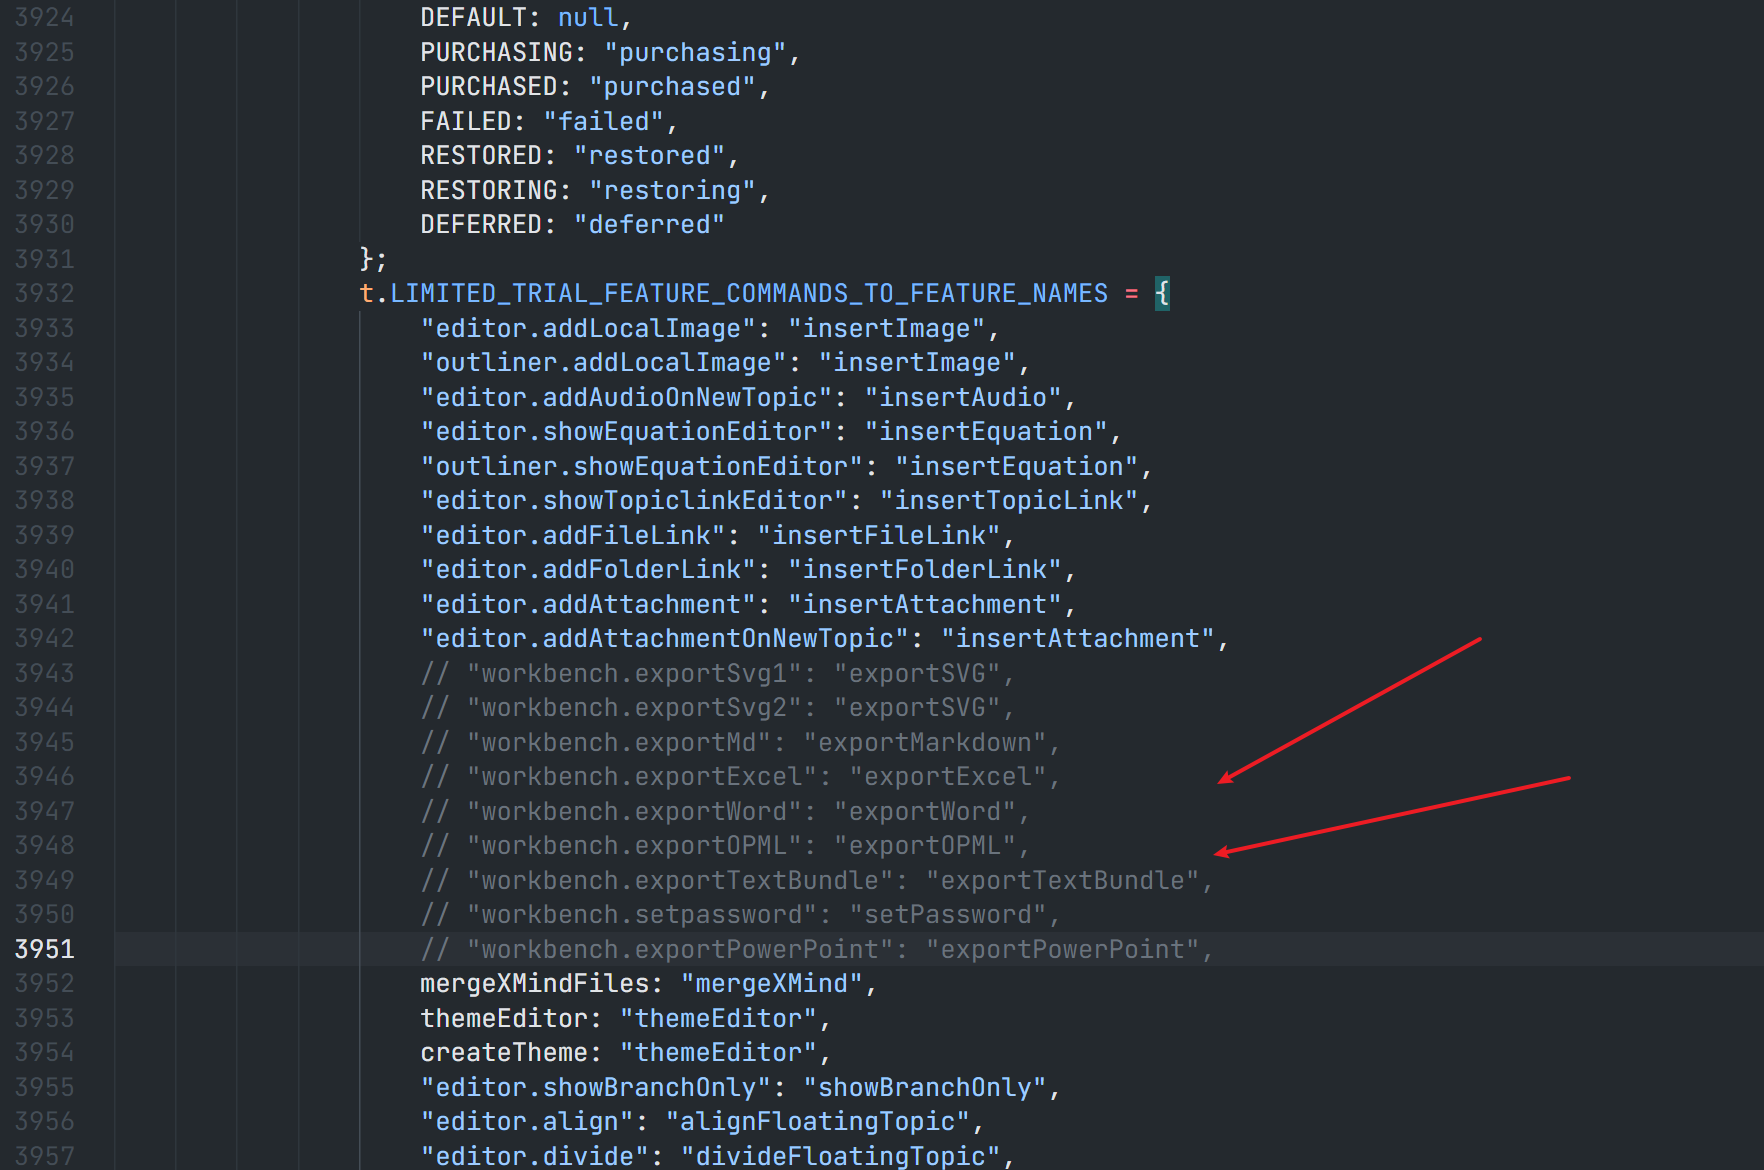 3924 DEFAULT: null,
3925 PURCHASING: "purchasing",
3926 PURCHASED: "purchased",
3927 FAILED: "failed",
3928 RESTORED: "restored",
3929 RESTORING: "restoring",
3930 DEFERRED: "deferred"
3931 };
3932 t.LIMITED_TRIAL_FEATURE_COMMANDS_TO_FEATURE_NAMES = {
3933 "editor.addLocalImage": "insertImage",
3934 "outliner.addLocalImage": "insertImage",
3935 "editor.addAudioOnNewTopic": "insertAudio",
3936 "editor.showEquationEditor": "insertEquation",
3937 "outliner.showEquationEditor": "insertEquation",
3938 "editor.showTopiclinkEditor": "insertTopicLink",
3939 "editor.addFileLink": "insertFileLink",
3940 "editor.addFolderLink": "insertFolderLink",
3941 "editor.addAttachment": "insertAttachment",
3942 "editor.addAttachmentOnNewTopic": "insertAttachment",
3943 // "workbench.exportSvg1": "exportSVG",
3944 // "workbench.exportSvg2": "exportSVG",
3945 // "workbench.exportMd": "exportMarkdown",
3946 // "workbench.exportExcel": "exportExcel",
3947 // "workbench.exportWord": "exportWord",
3948 // "workbench.exportOPML": "exportOPML",
3949 // "workbench.exportTextBundle": "exportTextBundle",
3950 // "workbench.setpassword": "setPassword",
3951 // "workbench.exportPowerPoint": "exportPowerPoint",
3952 mergeXMindFiles: "mergeXMind",
3953 themeEditor: "themeEditor",
3954 createTheme: "themeEditor",
3955 "editor.showBranchOnly": "showBranchOnly",
3956 "editor.align": "alignFloatingTopic",
3957 "editor.divide": "divideFloatingTopic",